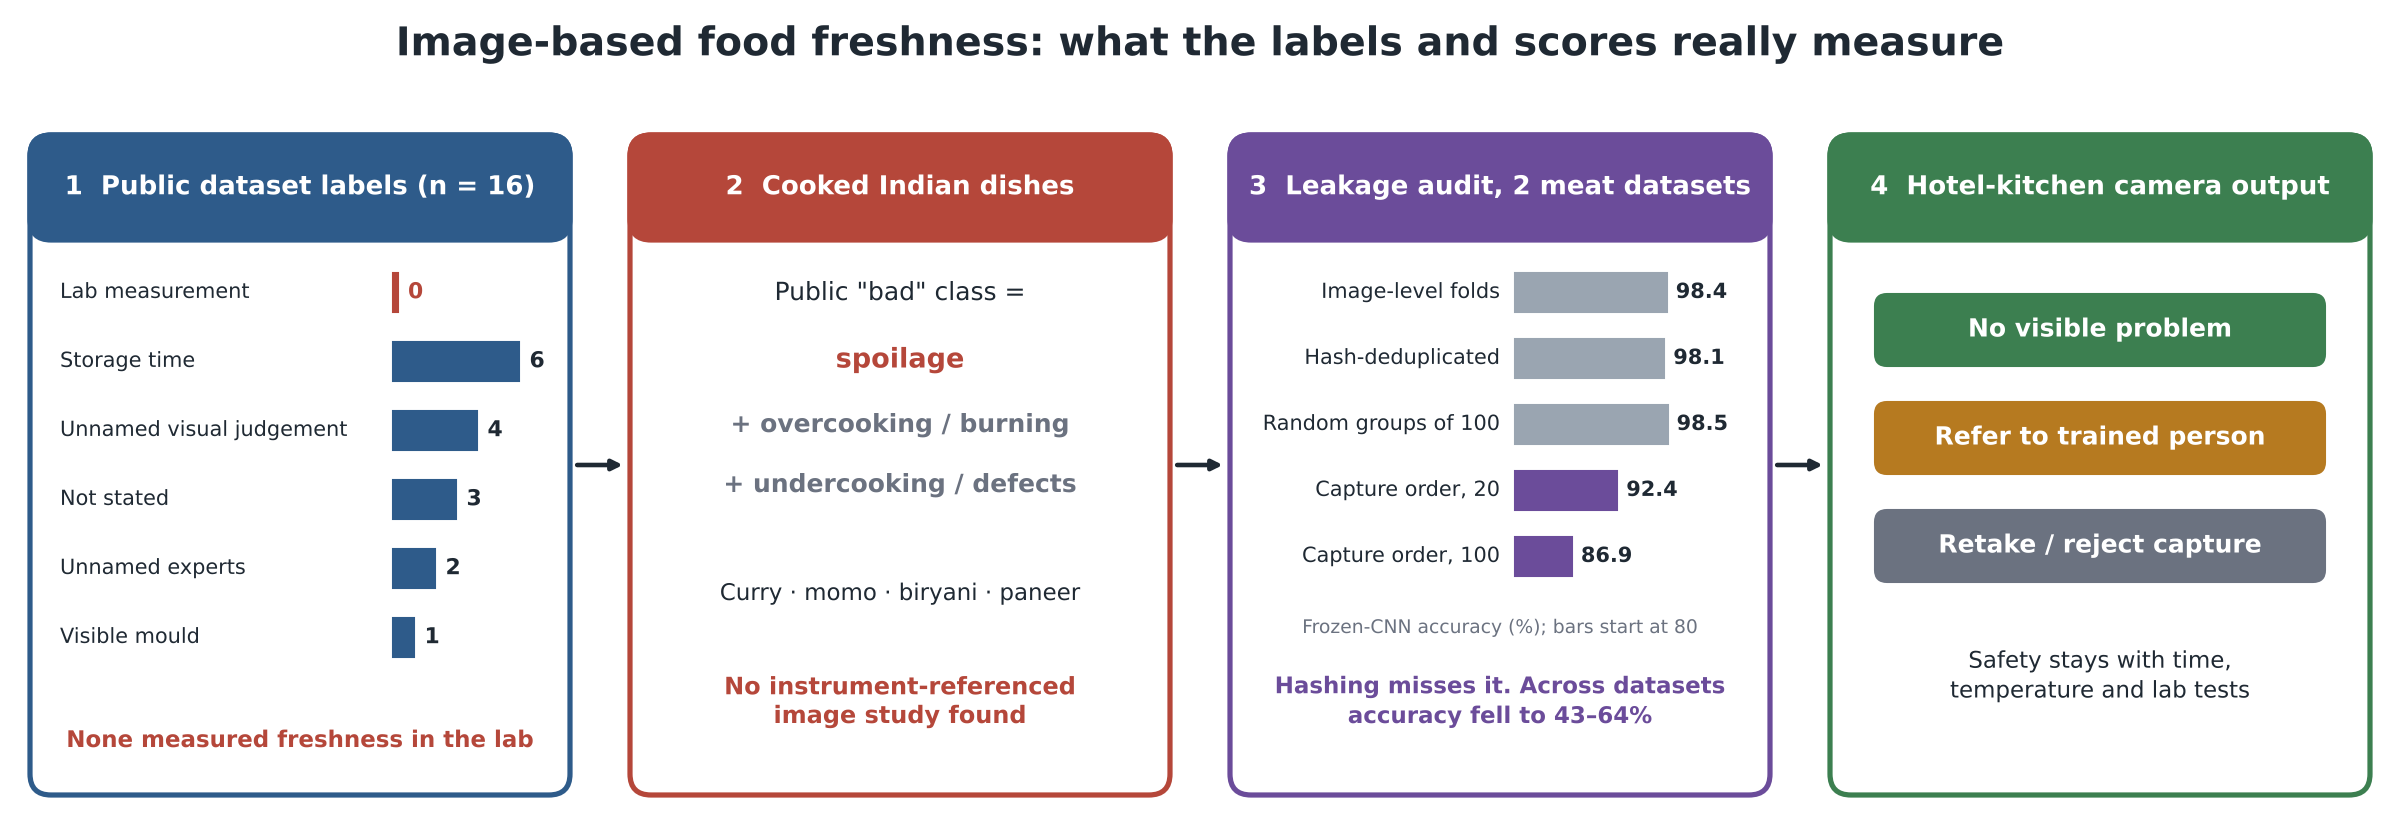 Image-based food freshness: what the labels and scores really measure
1 Public dataset labels (n = 16)
Lab measurement 0
Storage time 6
Unnamed visual judgement 4
Not stated 3
Unnamed experts 2
Visible mould 1
None measured freshness in the lab
2 Cooked Indian dishes
Public "bad" class =
spoilage
+ overcooking / burning
+ undercooking / defects
Curry · momo · biryani · paneer
No instrument-referenced
image study found
3 Leakage audit, 2 meat datasets
Image-level folds 98.4
Hash-deduplicated 98.1
Random groups of 100 98.5
Capture order, 20 92.4
Capture order, 100 86.9
Frozen-CNN accuracy (%); bars start at 80
Hashing misses it. Across datasets
accuracy fell to 43–64%
4 Hotel-kitchen camera output
No visible problem
Refer to trained person
Retake / reject capture
Safety stays with time,
temperature and lab tests